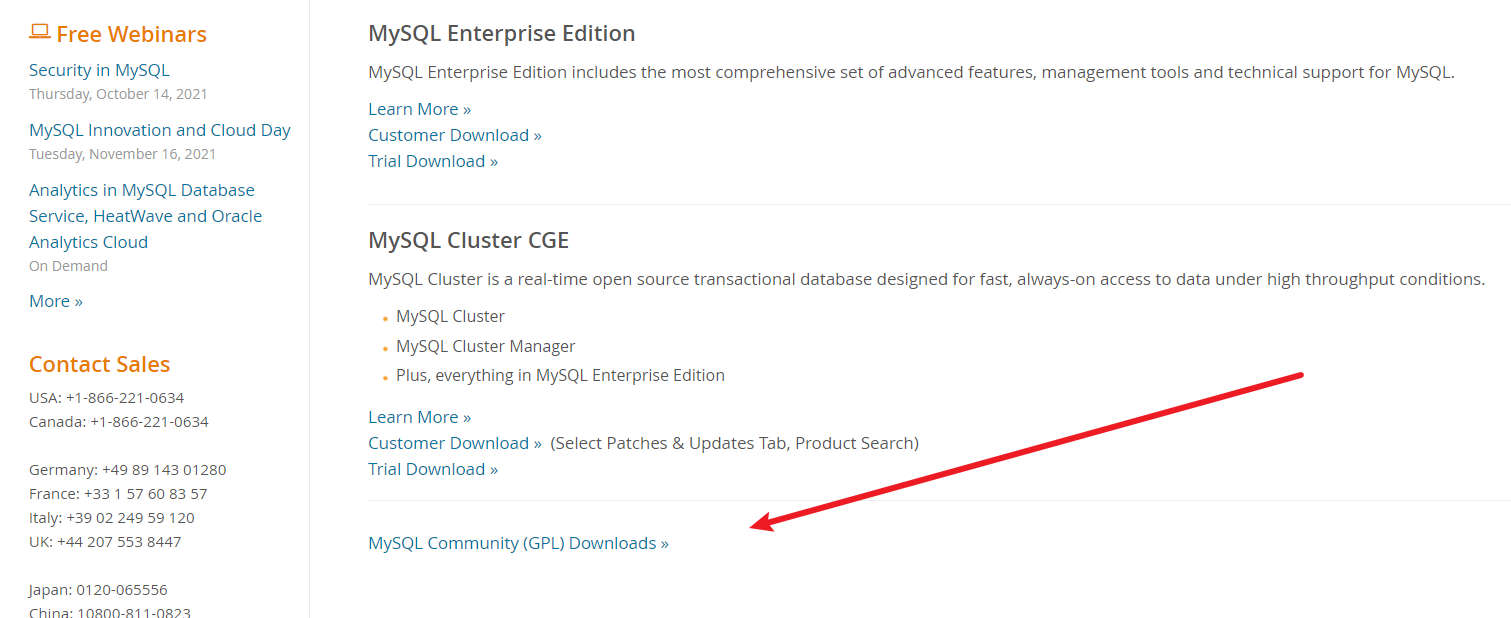 Free Webinars
Security in MySQL
Thursday, October 14, 2021
MySQL Innovation and Cloud Day
Tuesday, November 16, 2021
Analytics in MySQL Database
Service, HeatWave and Oracle
Analytics Cloud
On Demand
More »
Contact Sales
USA: +1-866-221-0634
Canada: +1-866-221-0634
Germany: +49 89 143 01280
France: +33 1 57 60 83 57
Italy: +39 02 249 59 120
UK: +44 207 553 8447
Japan: 0120-065556
China: 10800-811-0823
MySQL Enterprise Edition
MySQL Enterprise Edition includes the most comprehensive set of advanced features, management tools and technical support for MySQL.
Learn More »
Customer Download »
Trial Download »
MySQL Cluster CGE
MySQL Cluster is a real-time open source transactional database designed for fast, always-on access to data under high throughput conditions.
MySQL Cluster
MySQL Cluster Manager
Plus, everything in MySQL Enterprise Edition
Learn More »
Customer Download » (Select Patches & Updates Tab, Product Search)
Trial Download »
MySQL Community (GPL) Downloads »